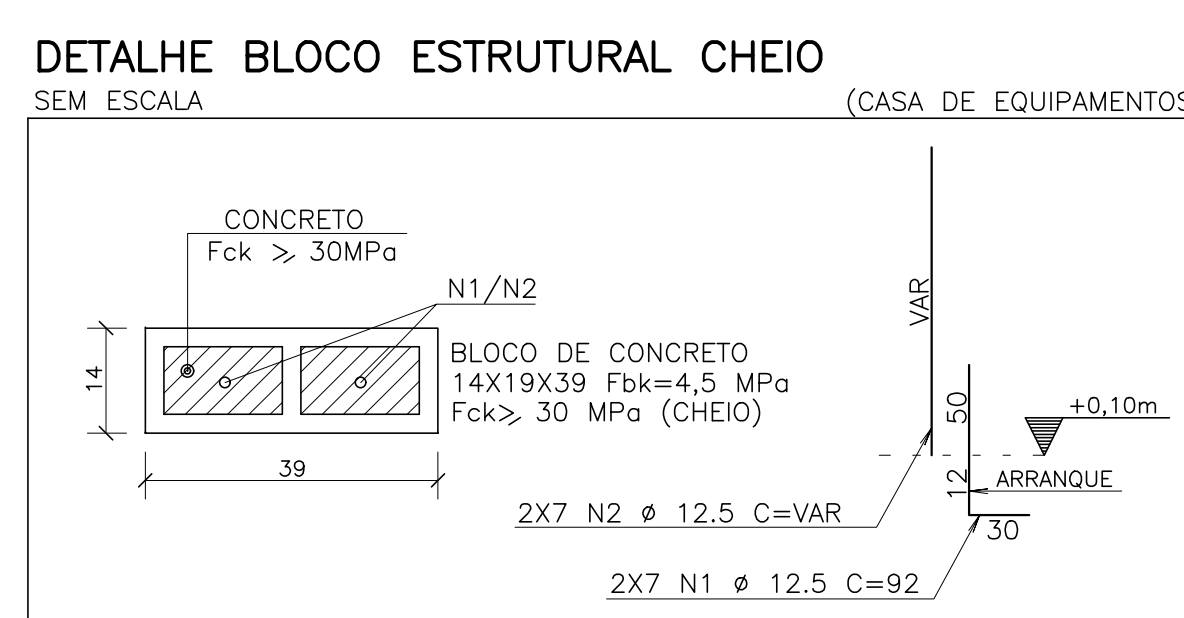 DETALHE BLOCO ESTRUTURAL CHEIO
SEM ESCALA
(CASA DE EQUIPAMENTOS
CONCRETO
Fck ⩾ 30MPa
N1/N2
BLOCO DE CONCRETO
14X19X39 Fbk=4,5 MPa
Fck⩾ 30 MPa (CHEIO)
14
39
VAR
50
+0,10m
12
ARRANQUE
30
2X7 N2 ø 12.5 C=VAR
2X7 N1 ø 12.5 C=92